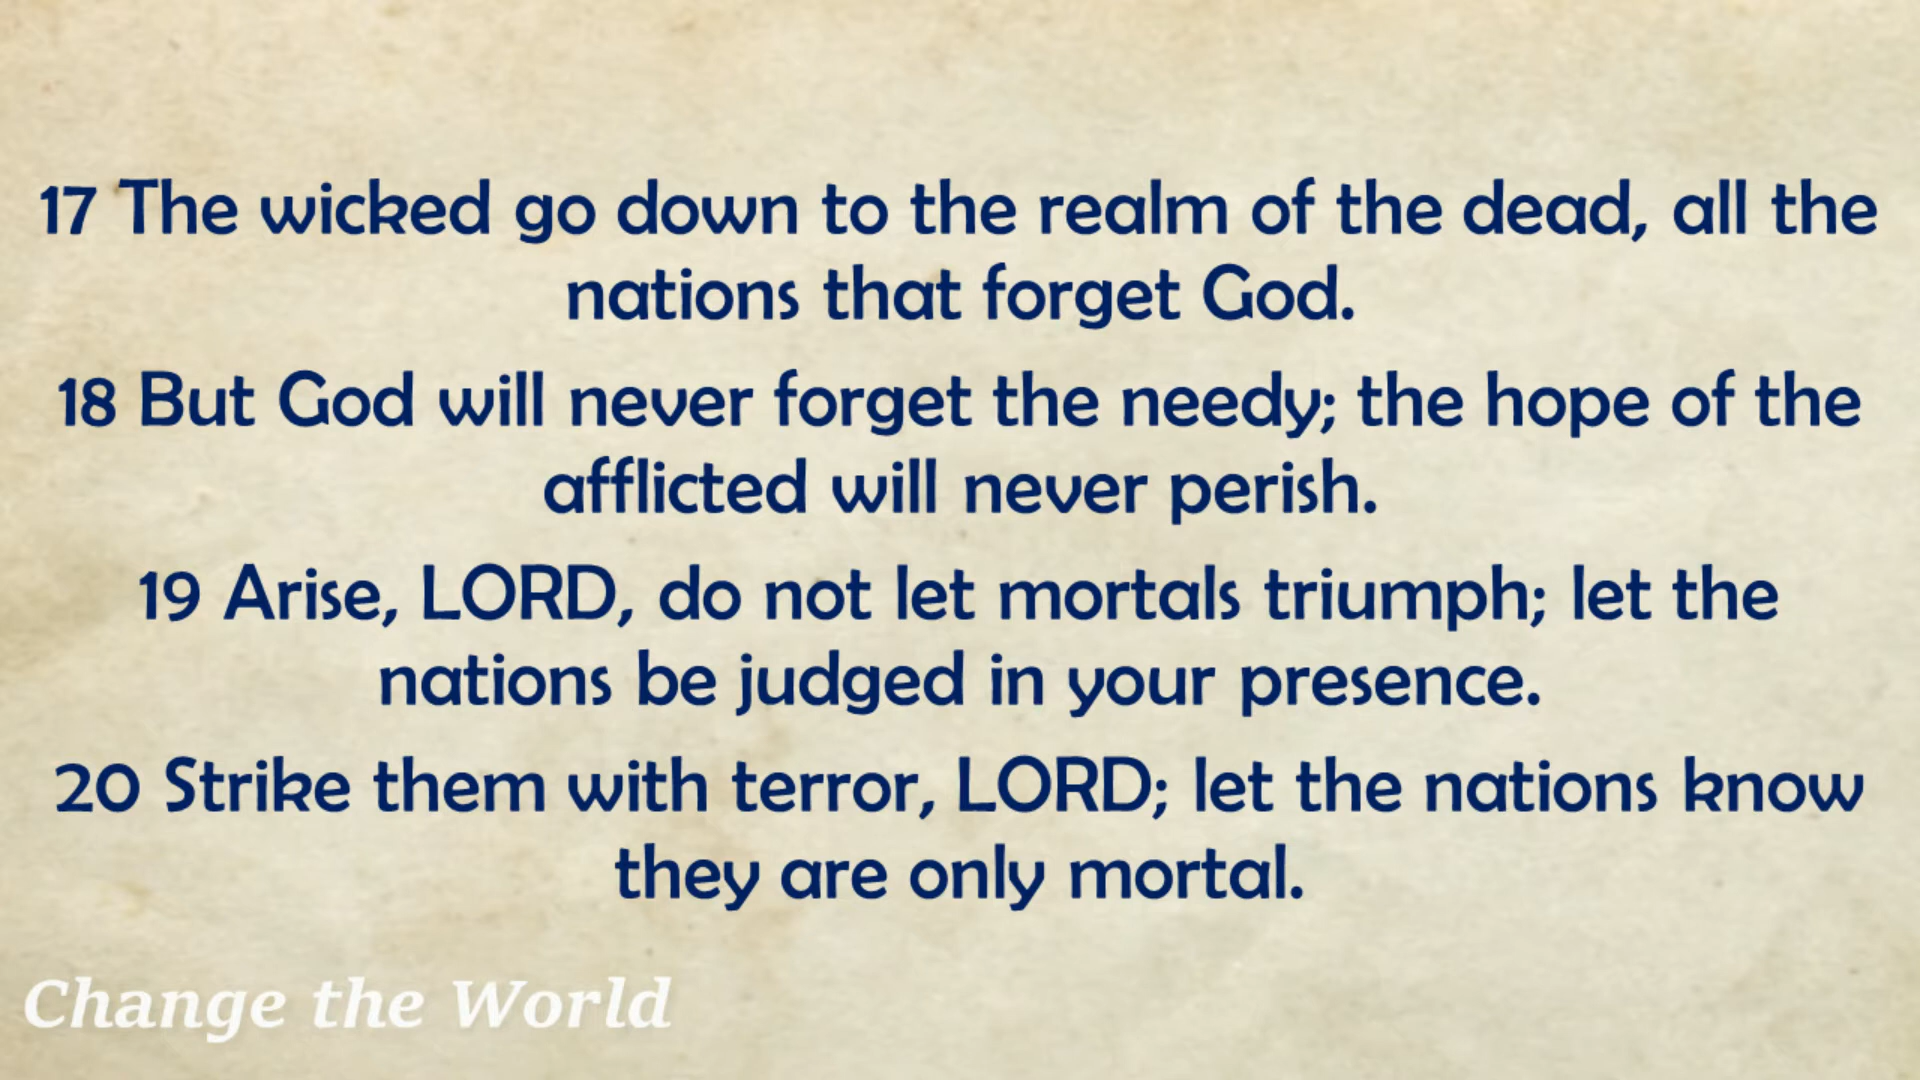 17 The wicked go down to the realm of the dead, all the
nations that forget God.
18 But God will never forget the needy; the hope of the
afflicted will never perish.
19 Arise, LORD, do not let mortals triumph; let the
nations be judged in your presence.
20 Strike them with terror, LORD; let the nations know
they are only mortal.
Change the World